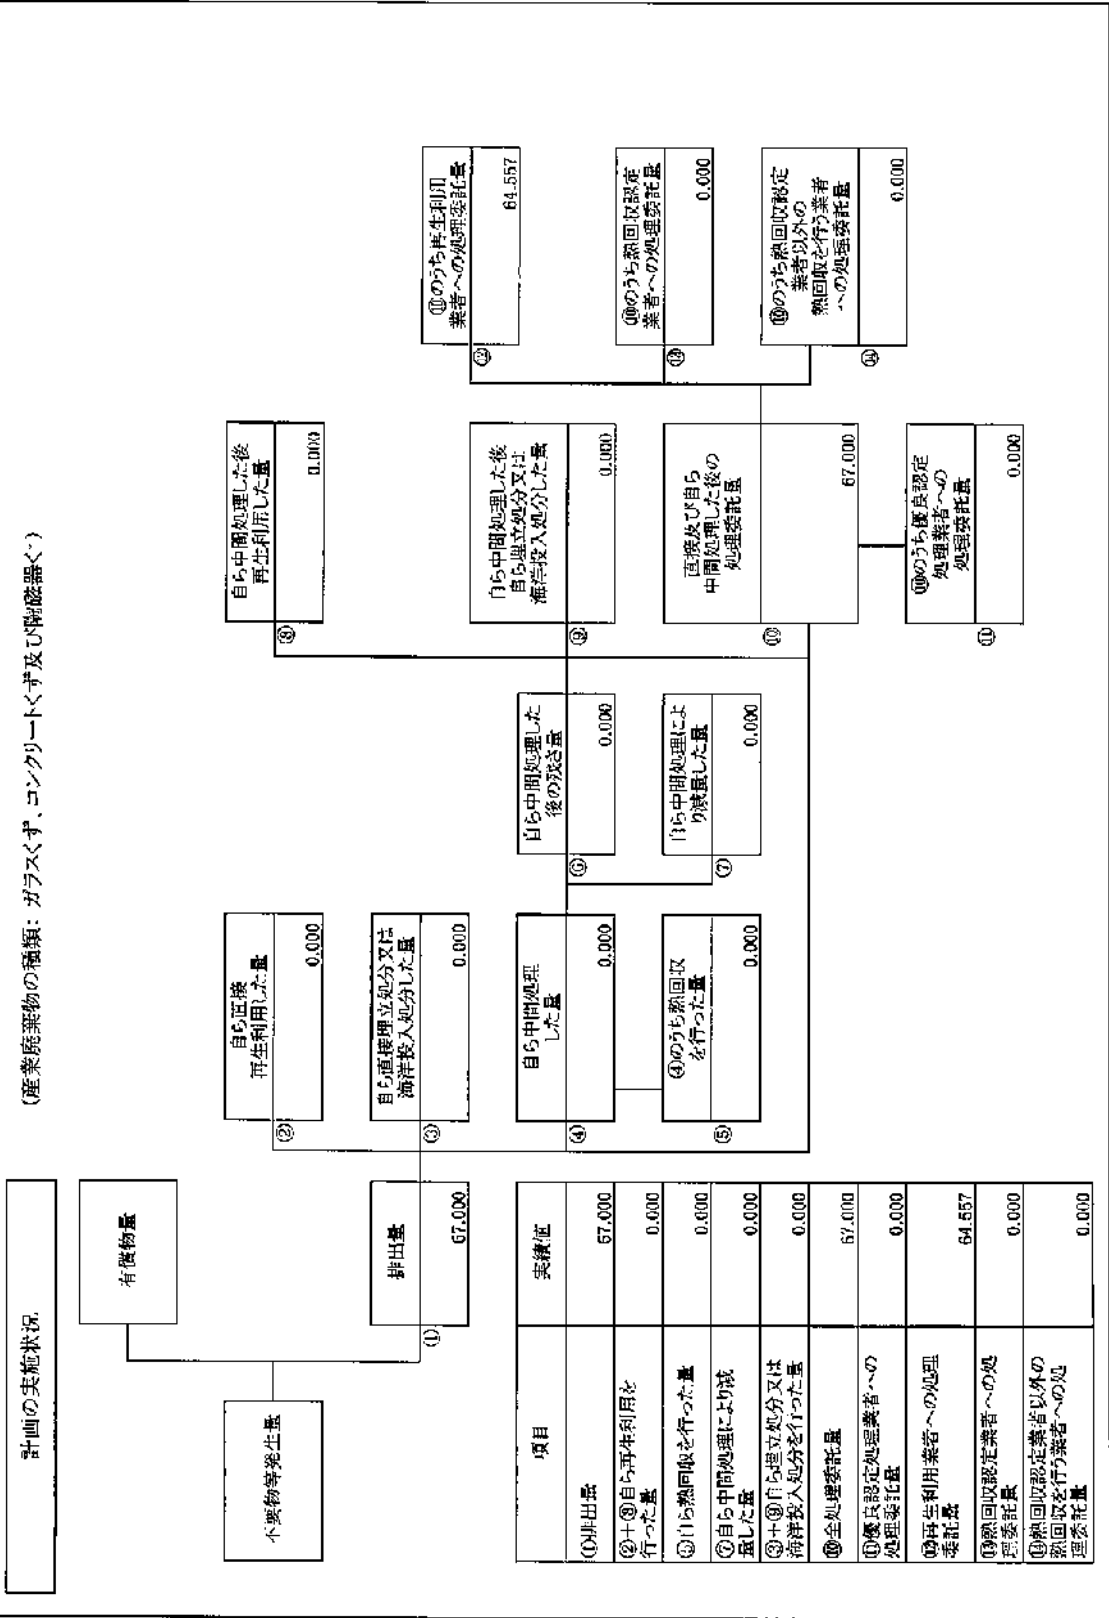 計画の実施状況
(産業廃棄物の種類：ガラスくず、コンクリートくず及び陶磁器くず)
不要物等発生量
有償物量
①
排出量
67.000
②
自ら直接
再生利用した量
0.000
③
自ら直接埋立処分又は
海洋投入処分した量
0.000
④
自ら中間処理
した量
0.000
⑤
④のうち熱回収
を行った量
0.000
⑥
自ら中間処理した
後の残さ量
0.000
⑦
自ら中間処理によ
り減量した量
0.000
⑧
自ら中間処理した後
再生利用した量
0.000
⑨
自ら中間処理した後
自ら埋立処分又は
海洋投入処分した量
0.000
⑩
直接及び自ら
中間処理した後の
処理委託量
67.000
⑪
⑩のうち優良認定
処理業者への
処理委託量
0.000
⑫
⑩のうち再生利用
業者への処理委託量
64.557
⑬
⑩のうち熱回収認定
業者への処理委託量
0.000
⑭
⑩のうち熱回収認定
業者以外の
熱回収を行う業者
への処理委託量
0.000
項目
実績値
①排出量
67.000
②+⑧自ら再生利用を
行った量
0.000
⑤自ら熱回収を行った量
0.000
⑦自ら中間処理により減
量した量
0.000
③+⑨自ら埋立処分又は
海洋投入処分を行った量
0.000
⑩全処理委託量
67.000
⑪優良認定処理業者への
処理委託量
0.000
⑫再生利用業者への処理
委託量
64.557
⑬熱回収認定業者への処
理委託量
0.000
⑭熱回収認定業者以外の
熱回収を行う業者への処
理委託量
0.000